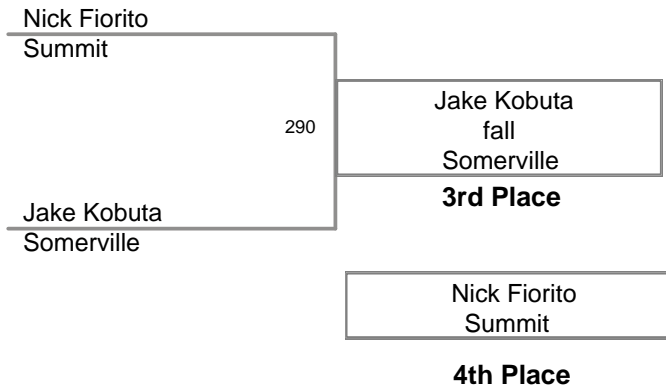 Nick Fiorito
Summit
290
Jake Kobuta
fall
Somerville
3rd Place
Jake Kobuta
Somerville
Nick Fiorito
Summit
4th Place